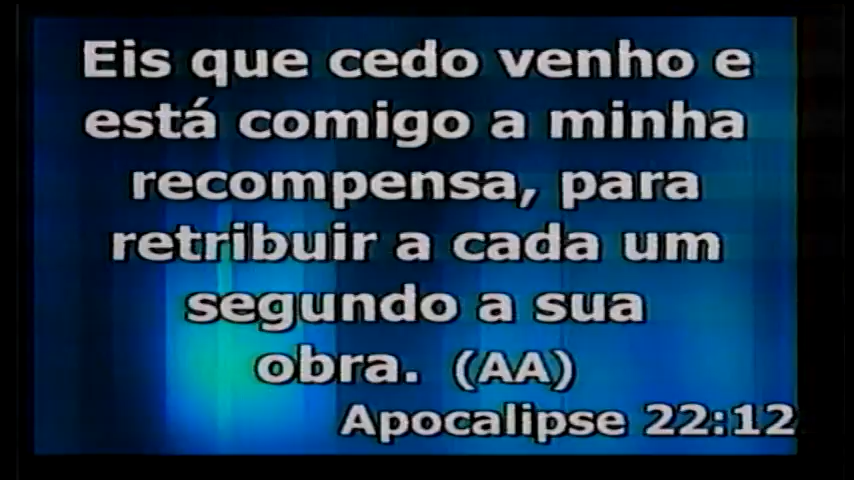 Eis que cedo venho e
está comigo a minha
recompensa, para
retribuir a cada um
segundo a sua
obra. (AA)
Apocalipse 22:12